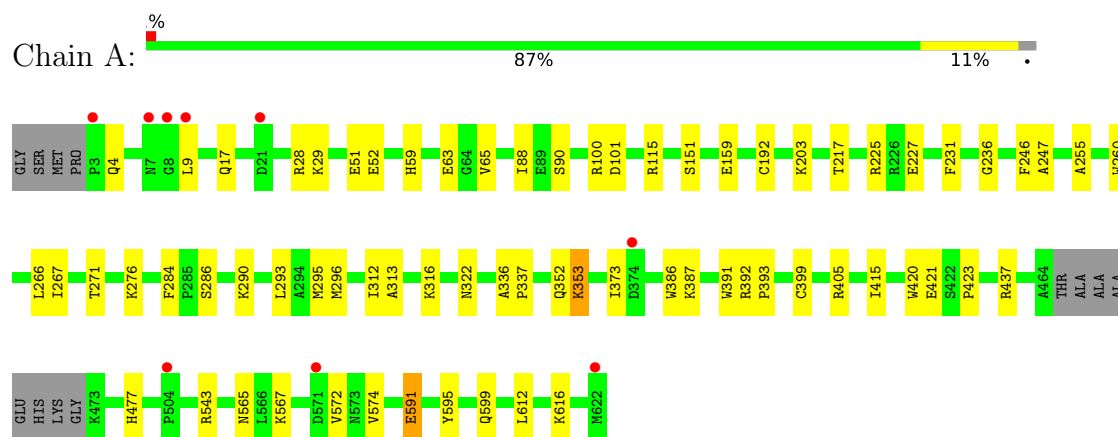 .%
Chain A:
87% 11% •
GLY SER MET PRO P3 Q4 N7 G8 L9 Q17 D21 R28 K29 E51 E52 H59 E63 G64 V65 I88 E89 S90 R100 D101 R115 S151 E159 C192 K203 T217 R225 R226 E227 F231 G236 F246 A247 A255 W260
L266 I267 T271 K276 F284 P285 S286 K290 L293 A294 M295 M296 I312 A313 K316 N322 A336 P337 Q352 K353 I373 D374 W386 K387 W391 R392 P393 C399 R405 I415 W420 E421 S422 P423 R437 A464 THR ALA ALA ALA
GLU HIS LYS GLY K473 H477 P504 R543 N565 L566 K567 D571 V572 N573 V574 E591 Y595 Q599 L612 K616 M622